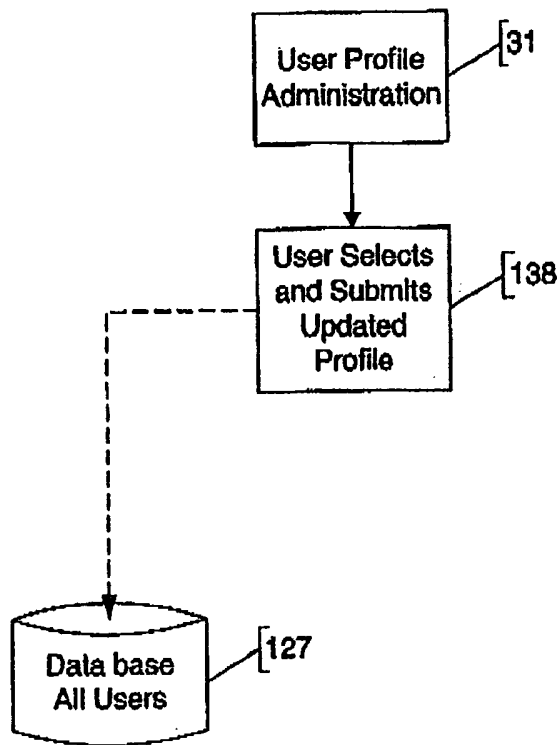 User Profile
Administration
31
User Selects
and Submits
Updated
Profile
138
Data base
All Users
127